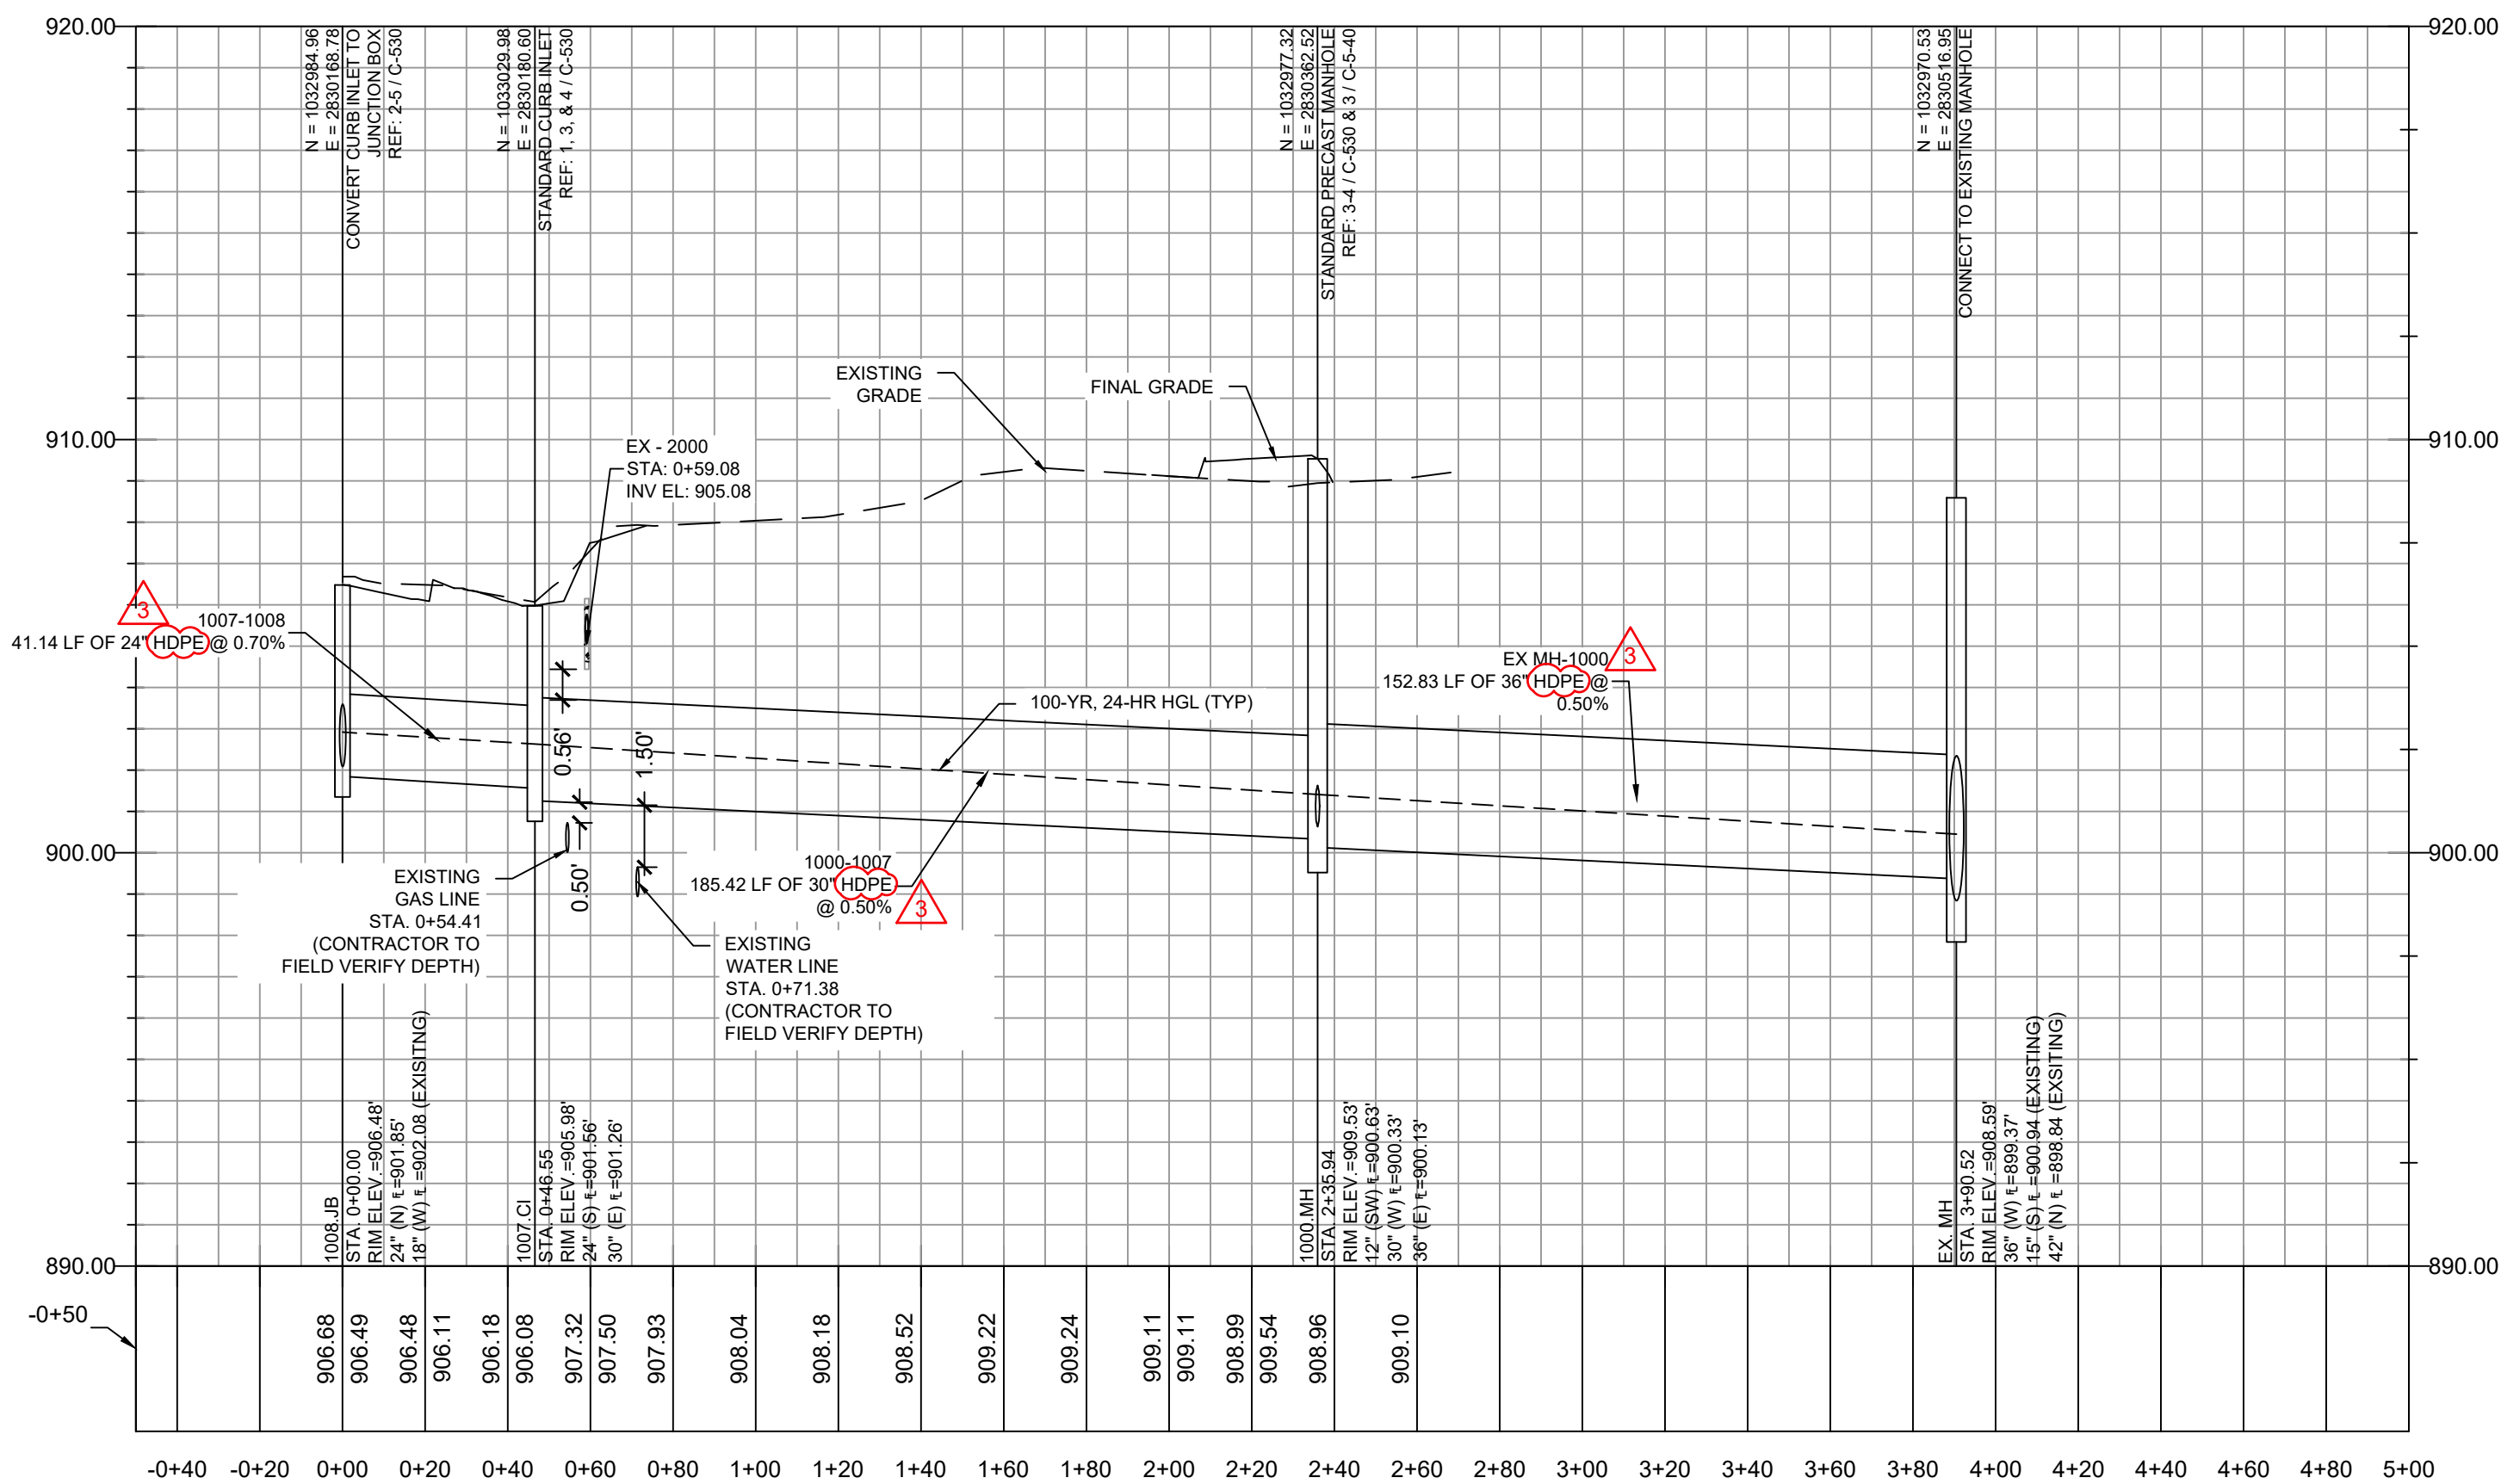 920.00
920.00
N = 1032984.96
E = 2830168.78
CONVERT CURB INLET TO
JUNCTION BOX
REF: 2-5 / C-530
N = 1033029.98
E = 2830180.60
STANDARD CURB INLET
REF: 1, 3, & 4 / C-530
N = 1032977.32
E = 2830362.52
STANDARD PRECAST MANHOLE
REF: 3-4 / C-530 & 3 / C-5-40
N = 1032970.53
E = 2830516.95
CONNECT TO EXISTING MANHOLE
EXISTING
GRADE
FINAL GRADE
910.00
910.00
EX - 2000
STA: 0+59.08
INV EL: 905.08
3
1007-1008
41.14 LF OF 24" HDPE @ 0.70%
3
EX MH-1000
152.83 LF OF 36" HDPE @
0.50%
100-YR, 24-HR HGL (TYP)
0.56'
1.50'
0.50'
900.00
900.00
1000-1007
185.42 LF OF 30" HDPE
@ 0.50%
3
EXISTING
GAS LINE
STA. 0+54.41
(CONTRACTOR TO
FIELD VERIFY DEPTH)
EXISTING
WATER LINE
STA. 0+71.38
(CONTRACTOR TO
FIELD VERIFY DEPTH)
1008.JB
STA. 0+00.00
RIM ELEV.=906.48'
24" (N) ℄=901.85'
18" (W) ℄ =902.08 (EXISITNG)
1007.CI
STA. 0+46.55
RIM ELEV.=905.98'
24" (S) ℄=901.56'
30" (E) ℄=901.26'
1000.MH
STA. 2+35.94
RIM ELEV.=909.53'
12" (SW) ℄=900.63'
30" (W) ℄=900.33'
36" (E) ℄=900.13'
EX. MH
STA. 3+90.52
RIM ELEV.=908.59'
36" (W) ℄=899.37'
15" (S) ℄ =900.94 (EXISTING)
42" (N) ℄ =898.84 (EXSITING)
890.00
890.00
-0+50
906.68
906.49
906.48
906.11
906.18
906.08
907.32
907.50
907.93
908.04
908.18
908.52
909.22
909.24
909.11
909.11
908.99
909.54
908.96
909.10
-0+40 -0+20 0+00 0+20 0+40 0+60 0+80 1+00 1+20 1+40 1+60 1+80 2+00 2+20 2+40 2+60 2+80 3+00 3+20 3+40 3+60 3+80 4+00 4+20 4+40 4+60 4+80 5+00